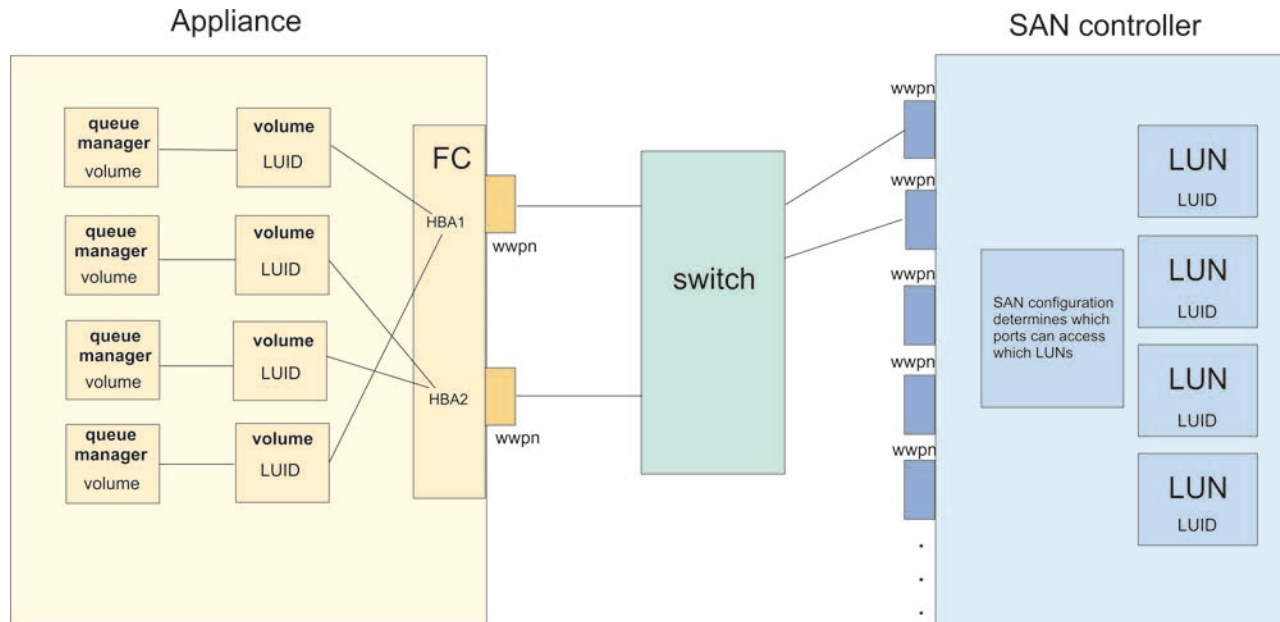 Appliance
SAN controller
queue
manager
volume
volume
LUID
queue
manager
volume
volume
LUID
queue
manager
volume
volume
LUID
queue
manager
volume
volume
LUID
FC
HBA1
HBA2
wwpn
wwpn
switch
wwpn
wwpn
wwpn
wwpn
wwpn
SAN configuration
determines which
ports can access
which LUNs
LUN
LUID
LUN
LUID
LUN
LUID
LUN
LUID